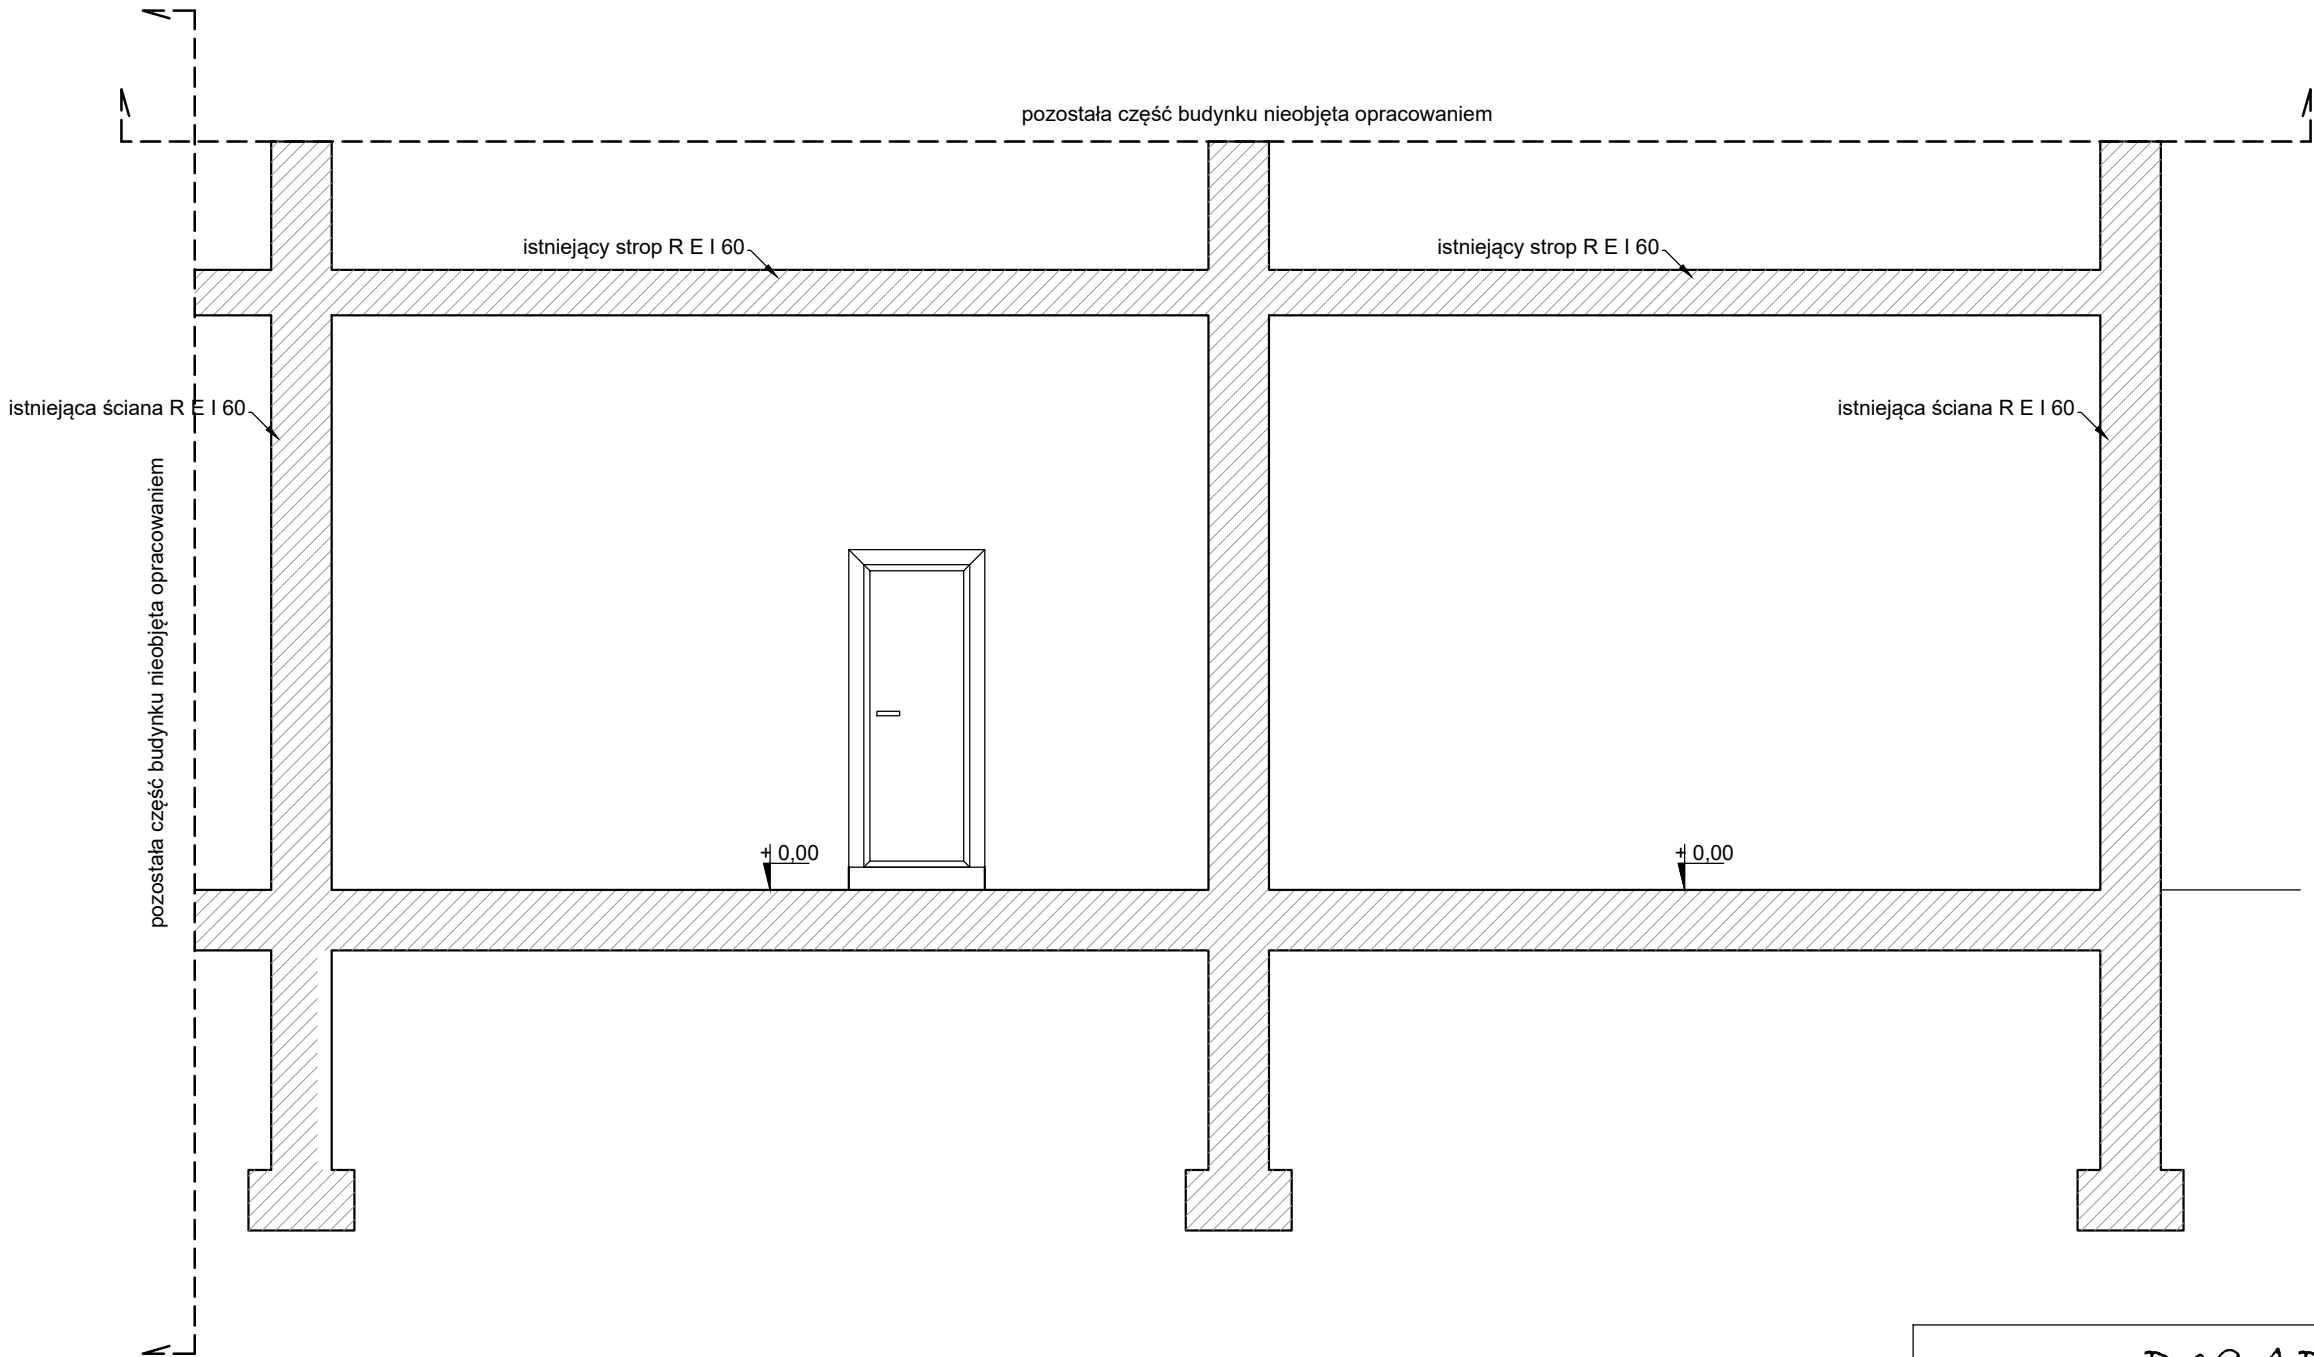 pozostała część budynku nieobjęta opracowaniem
istniejący strop R E I 60
istniejący strop R E I 60
istniejąca ściana R E I 60
istniejąca ściana R E I 60
pozostała część budynku nieobjęta opracowaniem
+ 0,00
+ 0,00